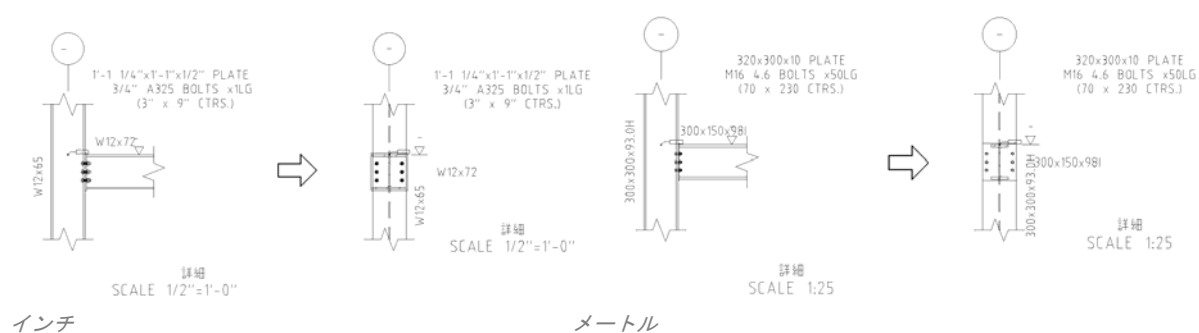 1'-1 1/4"x1'-1"x1/2" PLATE
3/4" A325 BOLTS x1LG
(3" x 9" CTRS.)
W12x72
W12x65
詳細
SCALE 1/2"=1'-0"
1'-1 1/4"x1'-1"x1/2" PLATE
3/4" A325 BOLTS x1LG
(3" x 9" CTRS.)
W12x72
W12x65
詳細
SCALE 1/2"=1'-0"
320x300x10 PLATE
M16 4.6 BOLTS x50LG
(70 x 230 CTRS.)
300x150x98I
300x300x93.0H
詳細
SCALE 1:25
320x300x10 PLATE
M16 4.6 BOLTS x50LG
(70 x 230 CTRS.)
300x150x98I
300x300x93.0H
詳細
SCALE 1:25
インチ
メートル